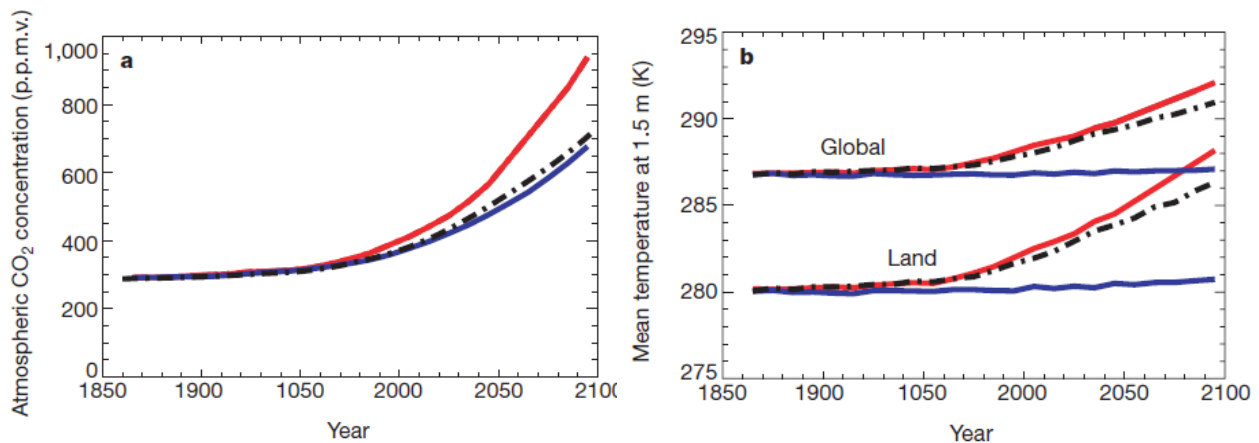 a
Atmospheric CO₂ concentration (p.p.m.v.)
1,000
800
600
400
200
0
1850 1900 1050 2000 2050 2100
Year
b
Mean temperature at 1.5 m (K)
295
290
285
280
275
Global
Land
1850 1900 1050 2000 2050 2100
Year